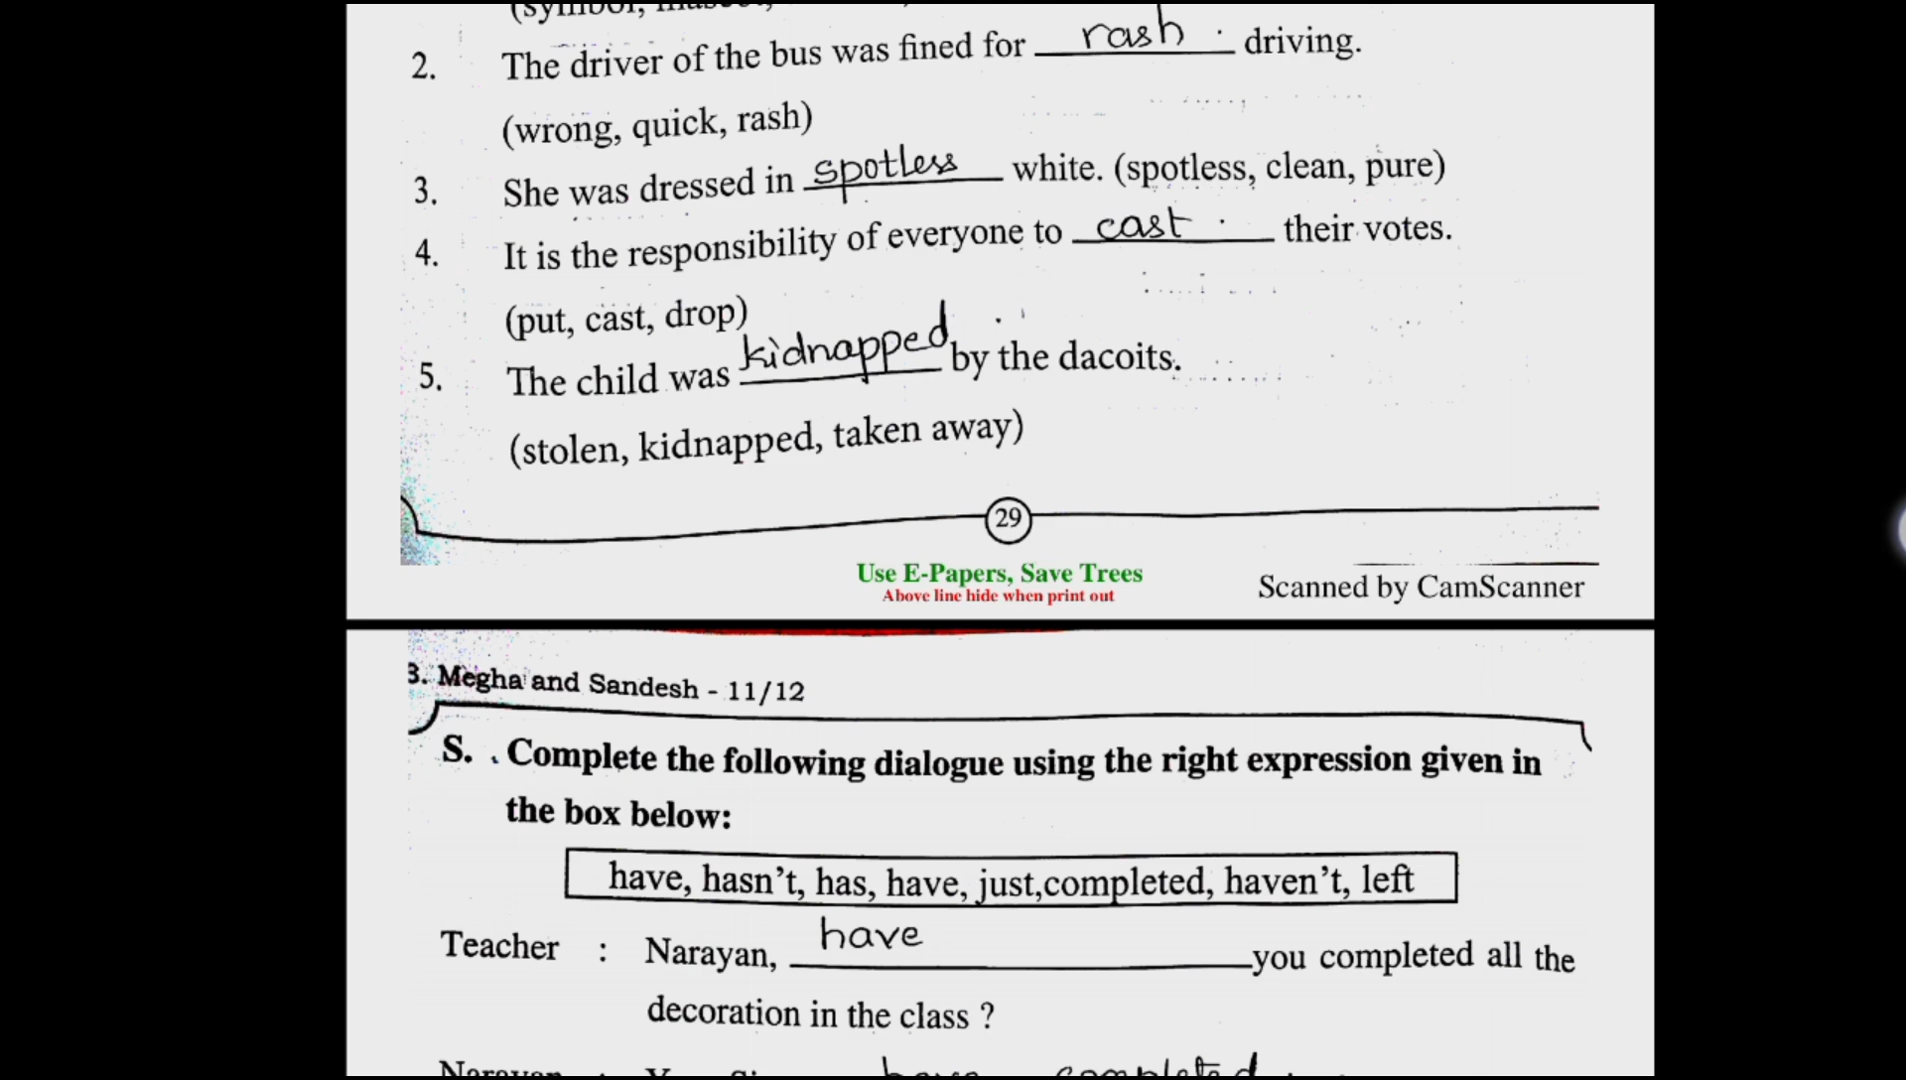 (symbol,
2. The driver of the bus was fined for rash driving.
(wrong, quick, rash)
3. She was dressed in spotless white. (spotless, clean, pure)
4. It is the responsibility of everyone to cast their votes.
(put, cast, drop)
5. The child was kidnapped by the dacoits.
(stolen, kidnapped, taken away)
29
Use E-Papers, Save Trees
Above line hide when print out
Scanned by CamScanner
3. Megha and Sandesh - 11/12
S. Complete the following dialogue using the right expression given in
the box below:
have, hasn't, has, have, just,completed, haven't, left
Teacher : Narayan, have you completed all the
decoration in the class ?
Narayan : have completed